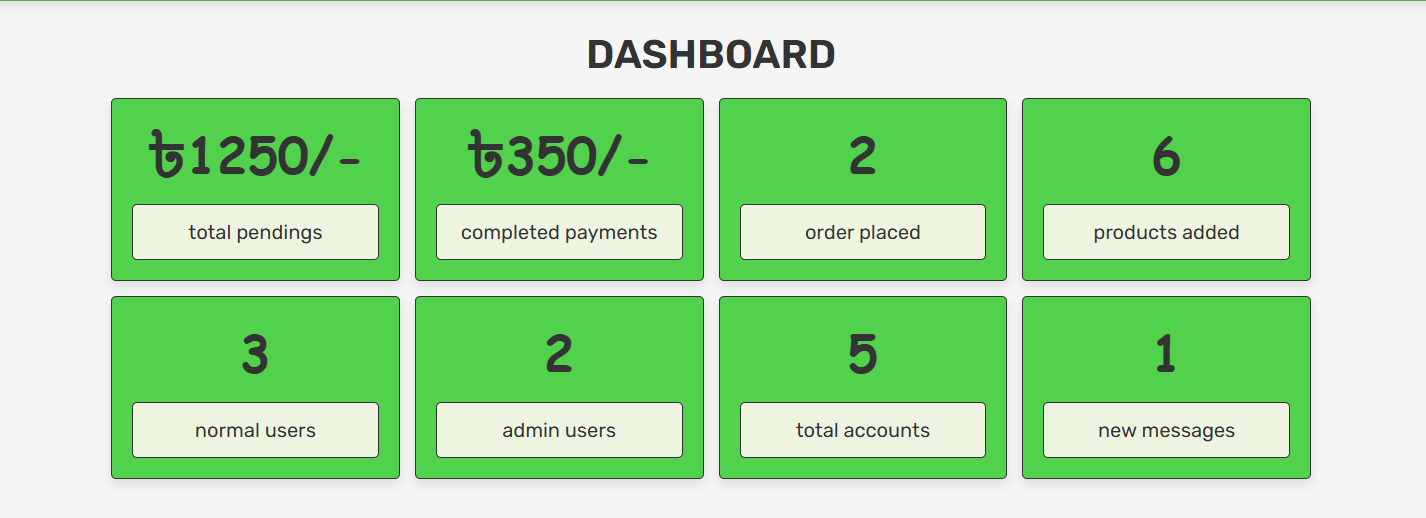 DASHBOARD
৳1250/-
৳350/-
2
6
total pendings
completed payments
order placed
products added
3
2
5
1
normal users
admin users
total accounts
new messages